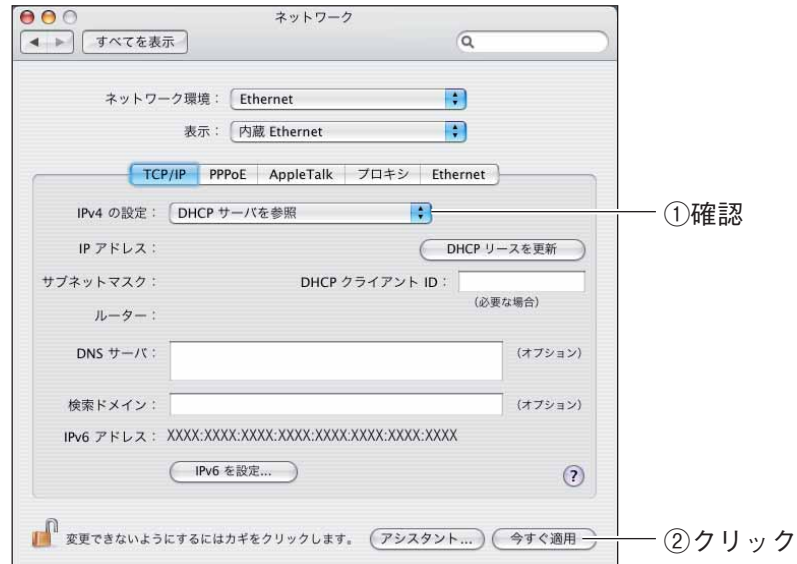 ネットワーク
すべてを表示
ネットワーク環境： Ethernet
表示： 内蔵 Ethernet
TCP/IP PPPoE AppleTalk プロキシ Ethernet
IPv4 の設定： DHCP サーバを参照
①確認
IP アドレス： DHCP リースを更新
サブネットマスク： DHCP クライアント ID：
（必要な場合）
ルーター：
DNS サーバ： （オプション）
検索ドメイン： （オプション）
IPv6 アドレス： XXXX:XXXX:XXXX:XXXX:XXXX:XXXX:XXXX:XXXX
IPv6 を設定... ?
変更できないようにするにはカギをクリックします。 アシスタント... 今すぐ適用
②クリック